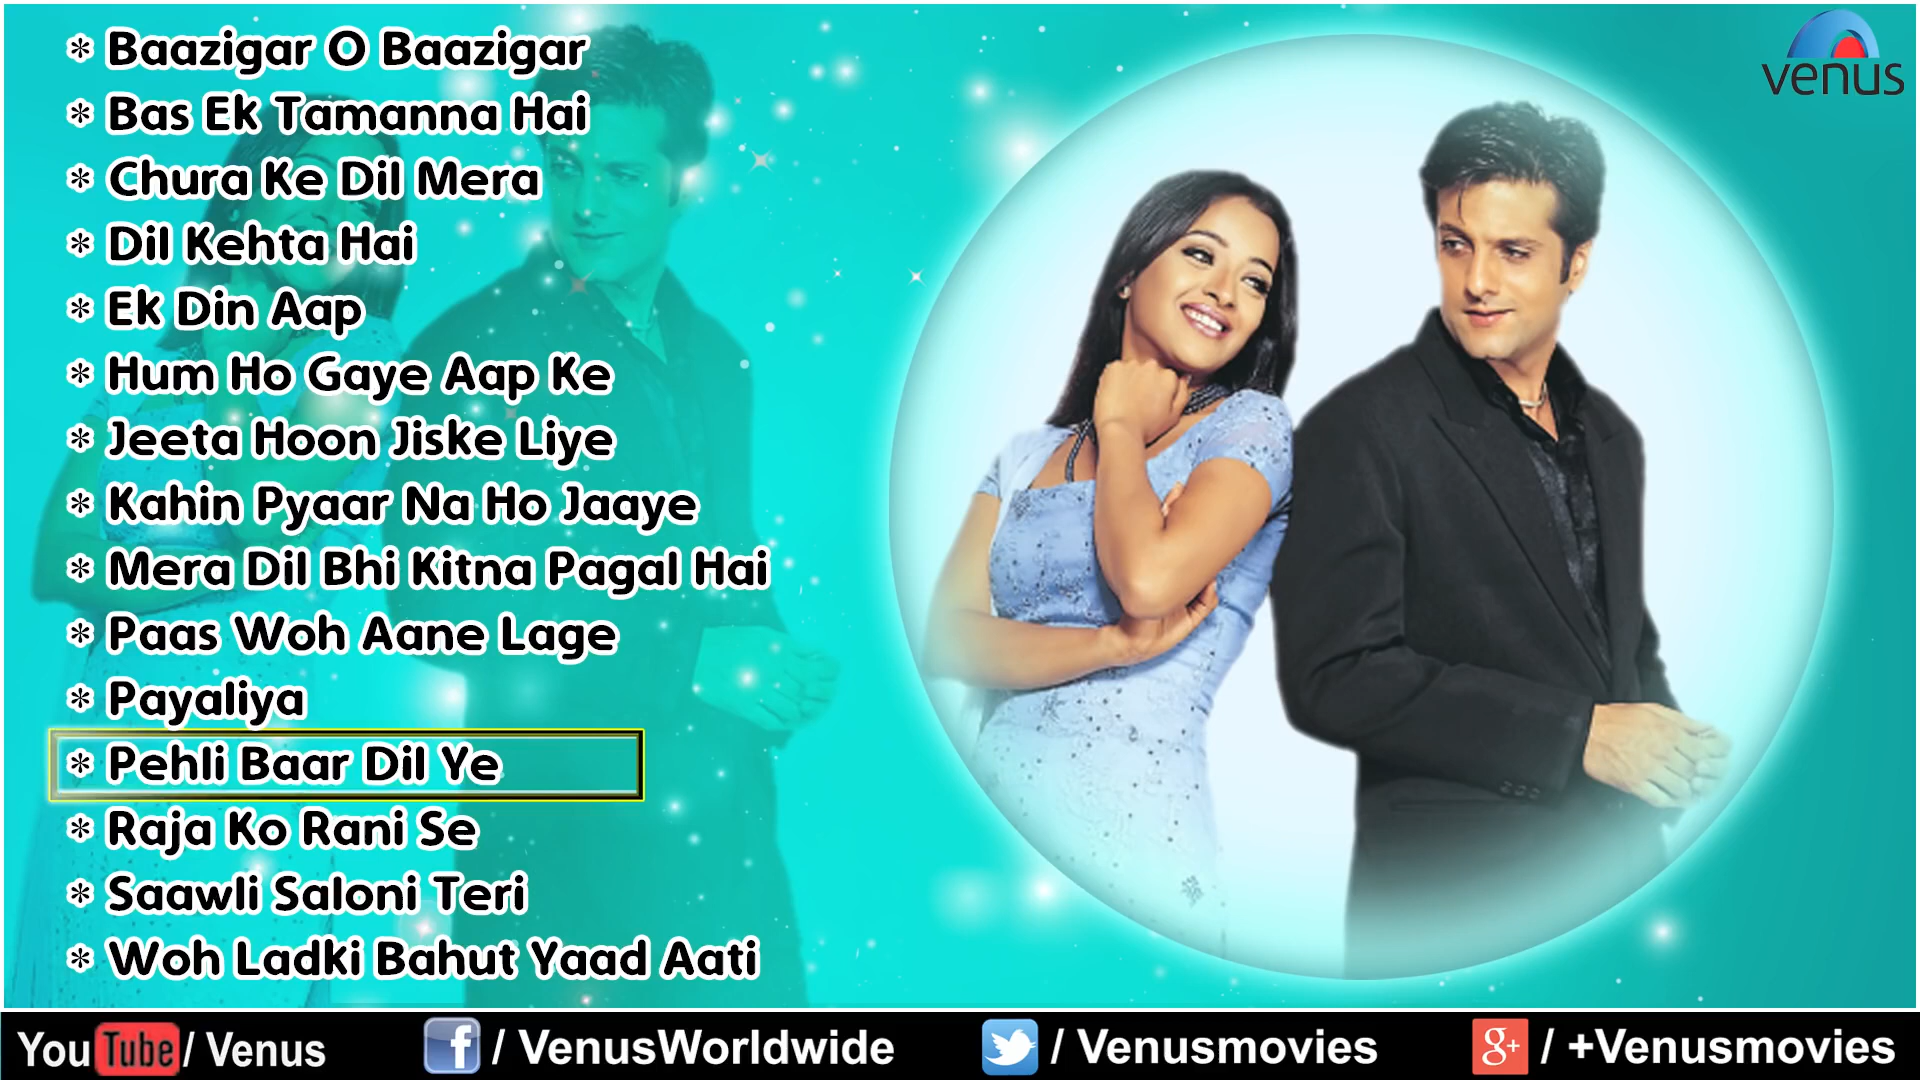 * Baazigar O Baazigar
* Bas Ek Tamanna Hai
* Chura Ke Dil Mera
* Dil Kehta Hai
* Ek Din Aap
* Hum Ho Gaye Aap Ke
* Jeeta Hoon Jiske Liye
* Kahin Pyaar Na Ho Jaaye
* Mera Dil Bhi Kitna Pagal Hai
* Paas Woh Aane Lage
* Payaliya
* Pehli Baar Dil Ye
* Raja Ko Rani Se
* Saawli Saloni Teri
* Woh Ladki Bahut Yaad Aati
venus
YouTube / Venus f / VenusWorldwide / Venusmovies g+ / +Venusmovies